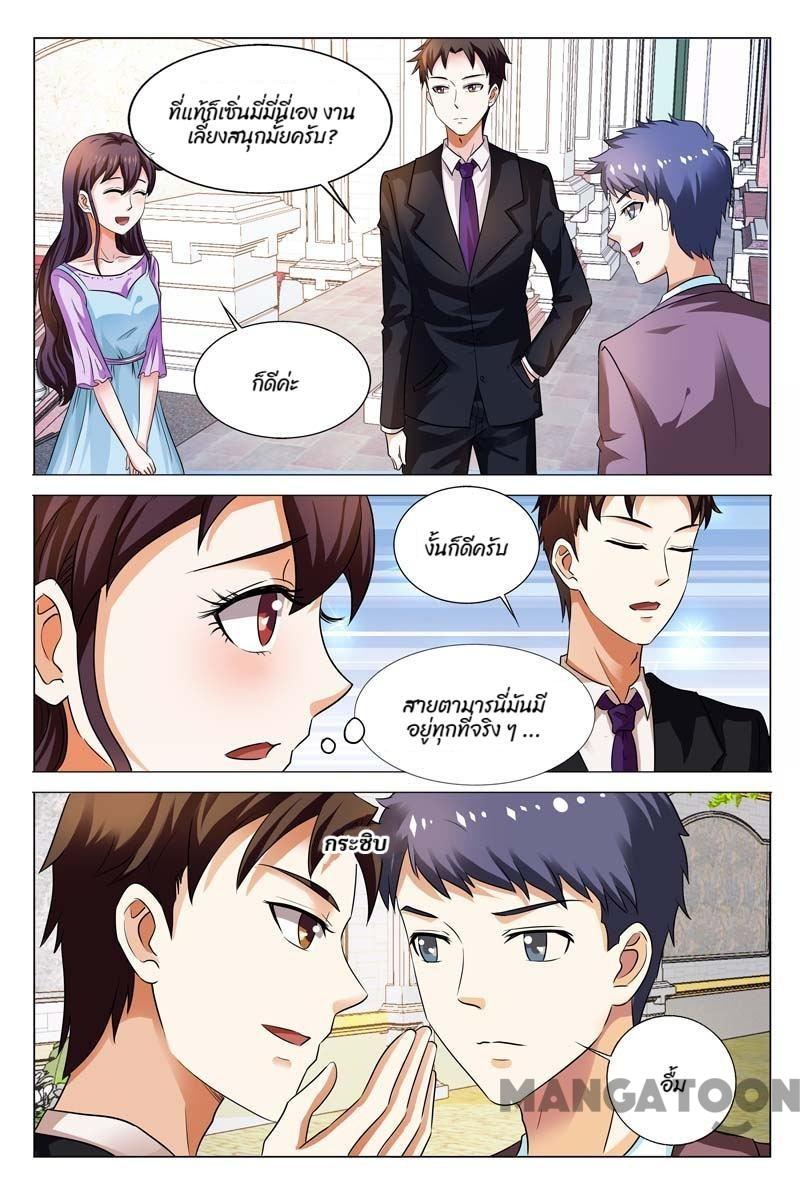 ที่แท้ก็เซิ่นมี่มี่นี่เอง งาน
เลี้ยงสนุกมั้ยครับ?
ก็ดีค่ะ
งั้นก็ดีครับ
สายตามารนี่มันมี
อยู่ทุกที่จริง ๆ ...
กระซิบ
อื้ม
MANGATOON